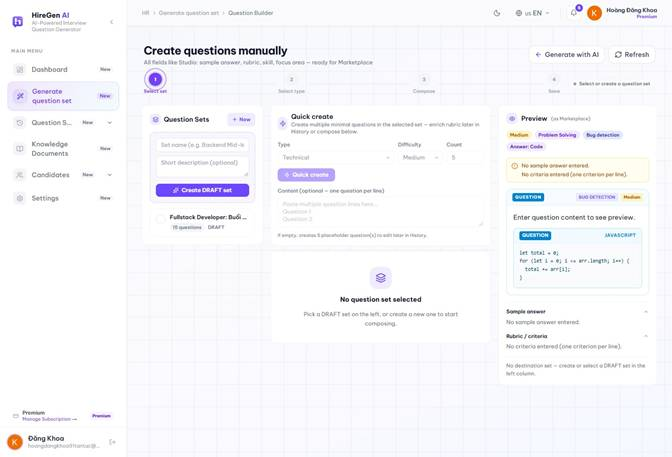 HireGen AI
AI-Powered Interview
Question Generator
MAIN MENU
Dashboard New
Generate
question set New
Question S... New
Knowledge
Documents
Candidates New
Settings New
Premium
Manage Subscription → Premium
Đăng Khoa
HR > Generate question set > Question Builder
US EN
8
K
Hoàng Đăng Khoa
Premium
Create questions manually
All fields like Studio: sample answer, rubric, skill, focus area — ready for Marketplace
← Generate with AI
Refresh
1 2 3 4
Select set Select type Compose Save
Select or create a question set
Question Sets + New
Set name (e.g. Backend Mid
Short description (optional)
Create DRAFT set
Fullstack Developer: Buổi ...
15 questions DRAFT
Quick create
Create multiple minimal questions in the selected set — enrich rubric later in
History or compose below.
Type Difficulty Count
Technical Medium 5
Quick create
Content (optional — one question per line)
Paste multiple question lines here...
Question 1
Question 2
If empty, creates 5 placeholder question(s) to edit later in History.
No question set selected
Pick a DRAFT set on the left, or create a new one to start
composing.
Preview (as Marketplace)
Medium Problem Solving Bug detection
Answer: Code
No sample answer entered.
No criteria entered (one criterion per line).
QUESTION BUG DETECTION Medium
Enter question content to see preview.
QUESTION JAVASCRIPT
let total = 0;
for (let i = 0; i <= arr.length; i++) {
total += arr[i];
}
Sample answer
No sample answer entered.
Rubric / criteria
No criteria entered (one criterion per line).
No destination set — create or select a DRAFT set in the
left column.